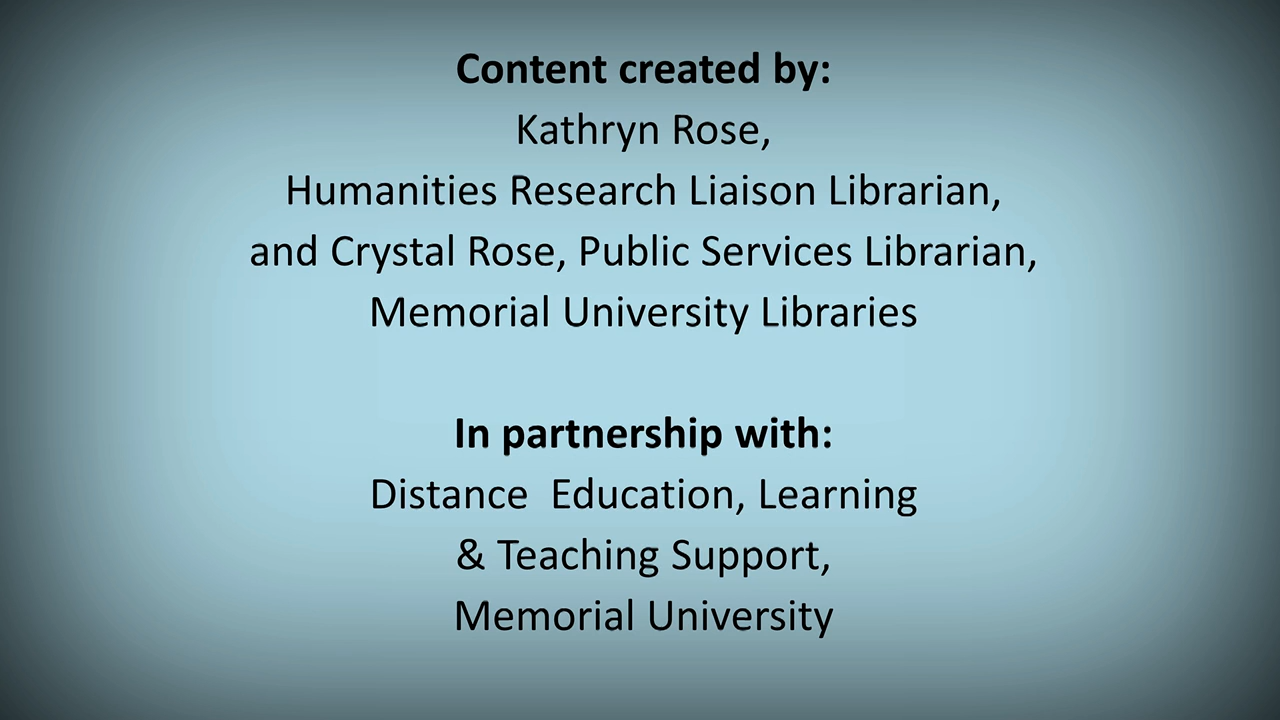 Content created by:
Kathryn Rose,
Humanities Research Liaison Librarian,
and Crystal Rose, Public Services Librarian,
Memorial University Libraries
In partnership with:
Distance  Education, Learning
& Teaching Support,
Memorial University